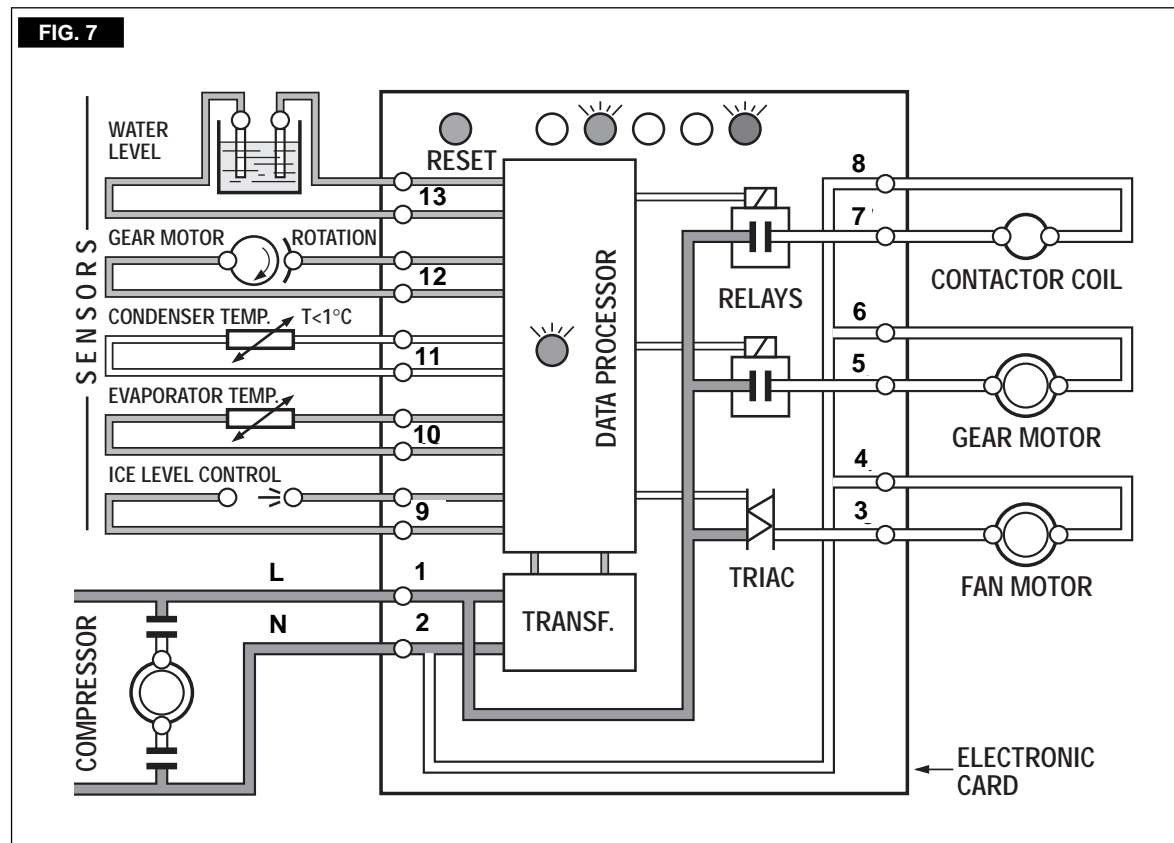 FIG. 7
WATER
LEVEL
RESET
13
8
7
GEAR MOTOR
ROTATION
12
CONTACTOR COIL
RELAYS
SENSORS
CONDENSER TEMP.
T<1°C
11
DATA PROCESSOR
6
5
EVAPORATOR TEMP.
10
GEAR MOTOR
ICE LEVEL CONTROL
9
4
3
TRIAC
FAN MOTOR
L
1
N
2
TRANSF.
COMPRESSOR
ELECTRONIC
CARD